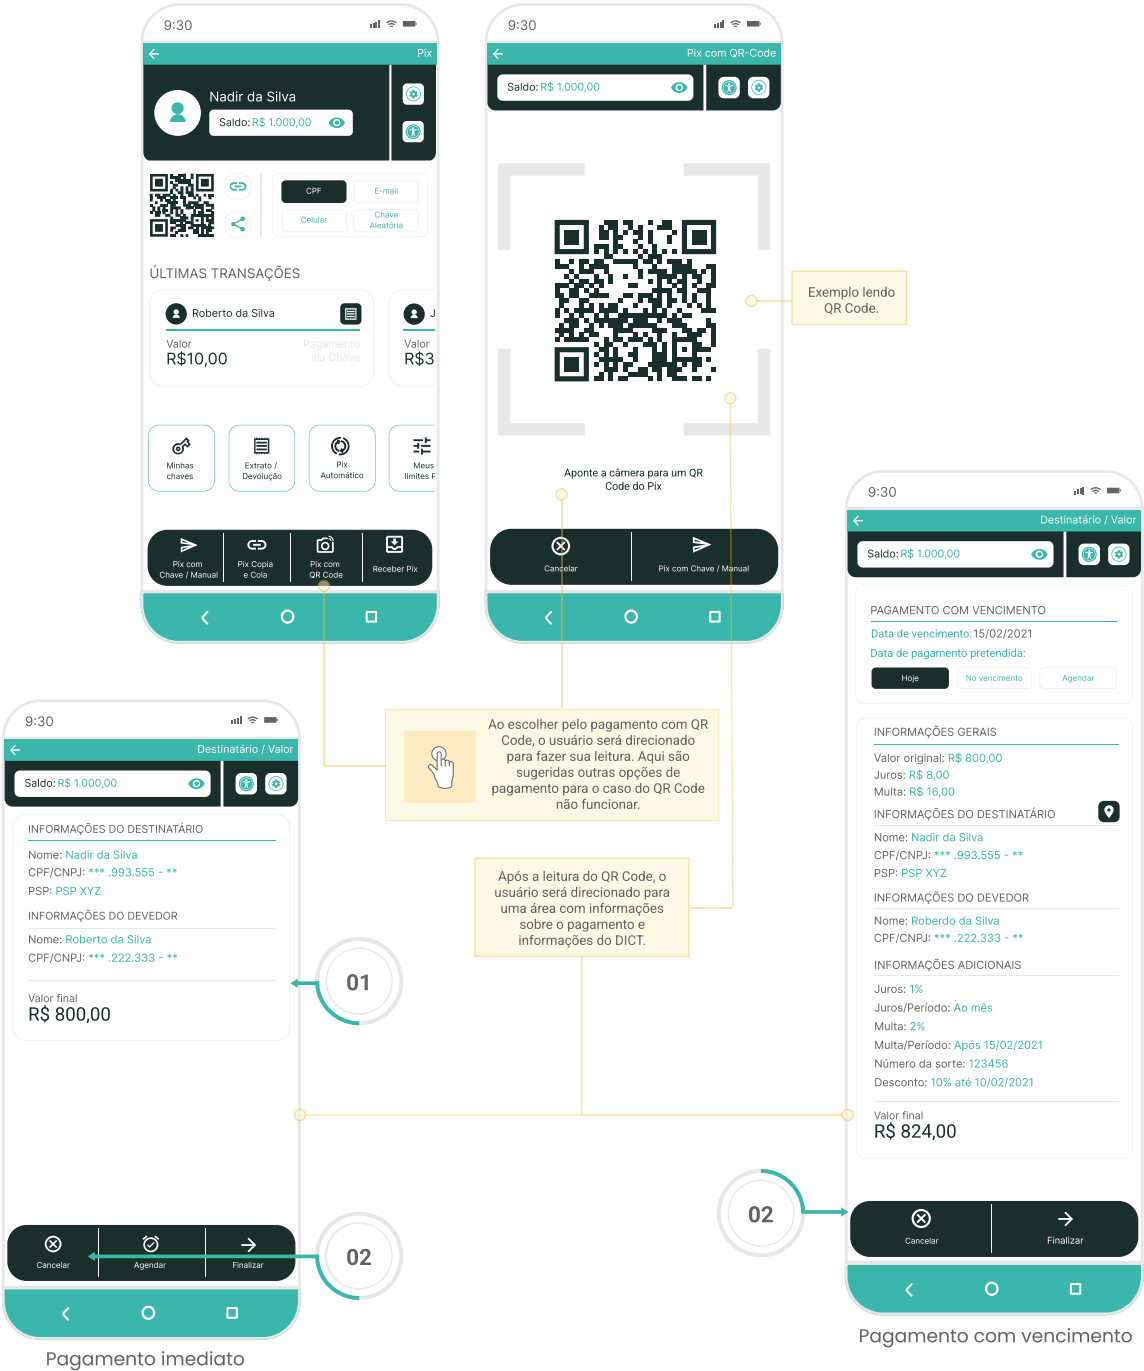 9:30
Pix
Nadir da Silva
Saldo: R$ 1.000,00
CPF
E-mail
Celular
Chave
Aleatória
ÚLTIMAS TRANSAÇÕES
Roberto da Silva
Valor
R$10,00
Pagamento
via Chave
J
Valor
R$3
Minhas
chaves
Extrato /
Devolução
Pix
Automático
Meus
limites P
Pix com
Chave / Manual
Pix Copia
e Cola
Pix com
QR Code
Receber Pix
9:30
Pix com QR-Code
Saldo: R$ 1.000,00
Aponte a câmera para um QR
Code do Pix
Cancelar
Pix com Chave / Manual
Exemplo lendo
QR Code.
Ao escolher pelo pagamento com QR
Code, o usuário será direcionado
para fazer sua leitura. Aqui são
sugeridas outras opções de
pagamento para o caso do QR Code
não funcionar.
Após a leitura do QR Code, o
usuário será direcionado para
uma área com informações
sobre o pagamento e
informações do DICT.
9:30
Destinatário / Valor
Saldo: R$ 1.000,00
INFORMAÇÕES DO DESTINATÁRIO
Nome: Nadir da Silva
CPF/CNPJ: *** .993.555 - **
PSP: PSP XYZ
INFORMAÇÕES DO DEVEDOR
Nome: Roberto da Silva
CPF/CNPJ: *** .222.333 - **
Valor final
R$ 800,00
01
Cancelar
Agendar
Finalizar
02
Pagamento imediato
9:30
Destinatário / Valor
Saldo: R$ 1.000,00
PAGAMENTO COM VENCIMENTO
Data de vencimento: 15/02/2021
Data de pagamento pretendida:
Hoje
No vencimento
Agendar
INFORMAÇÕES GERAIS
Valor original: R$ 800,00
Juros: R$ 8,00
Multa: R$ 16,00
INFORMAÇÕES DO DESTINATÁRIO
Nome: Nadir da Silva
CPF/CNPJ: *** .993.555 - **
PSP: PSP XYZ
INFORMAÇÕES DO DEVEDOR
Nome: Roberdo da Silva
CPF/CNPJ: *** .222.333 - **
INFORMAÇÕES ADICIONAIS
Juros: 1%
Juros/Período: Ao mês
Multa: 2%
Multa/Período: Após 15/02/2021
Número da sorte: 123456
Desconto: 10% até 10/02/2021
Valor final
R$ 824,00
02
Cancelar
Finalizar
Pagamento com vencimento